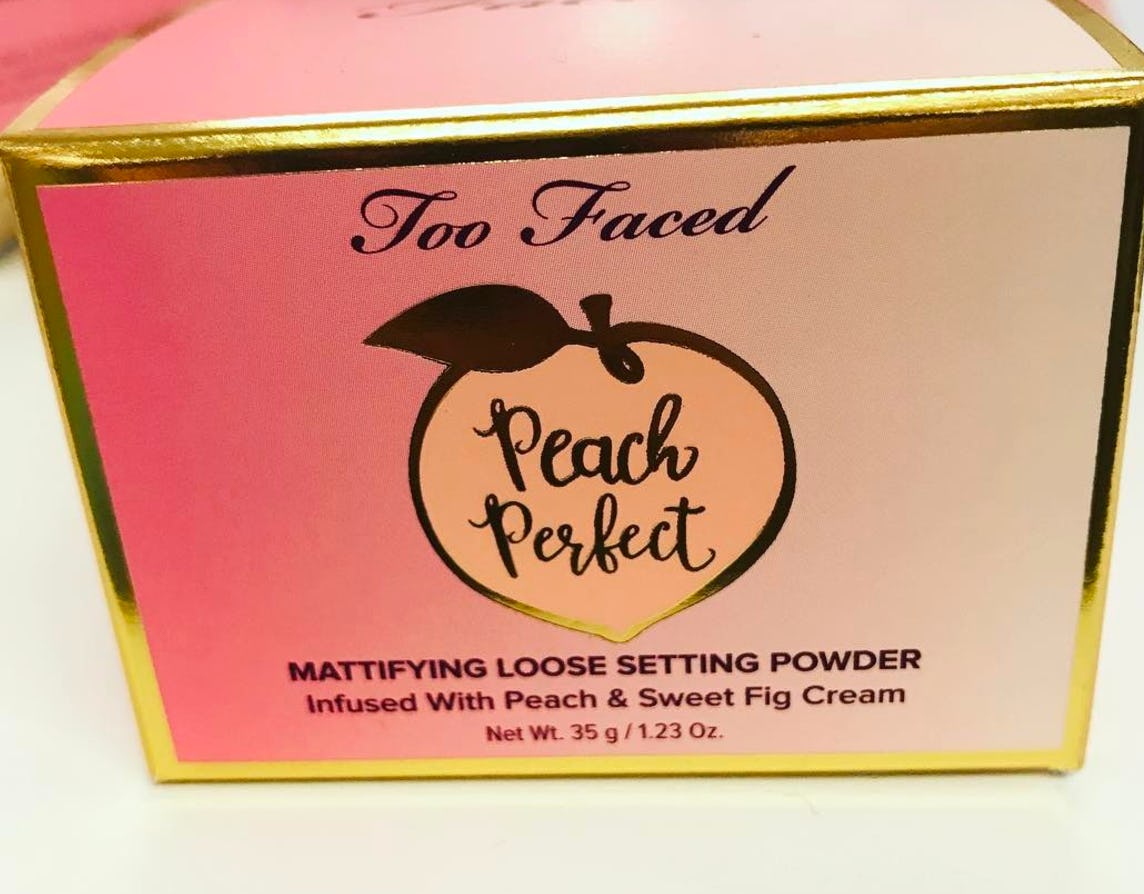 Too Faced
Peach
Perfect
MATTIFYING LOOSE SETTING POWDER
Infused With Peach & Sweet Fig Cream
Net Wt. 35 g / 1.23 Oz.